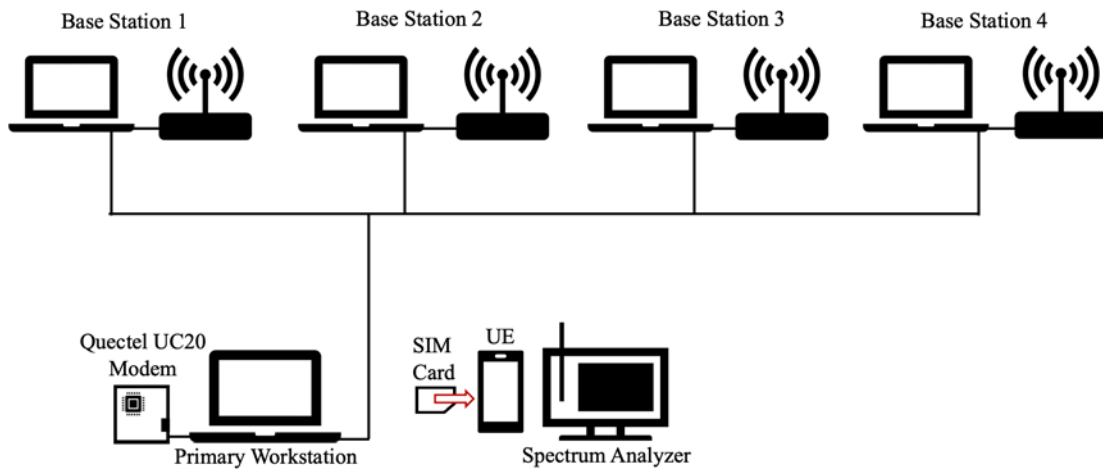 Base Station 1
Base Station 2
Base Station 3
Base Station 4
Quectel UC20
Modem
Primary Workstation
SIM
Card
UE
Spectrum Analyzer